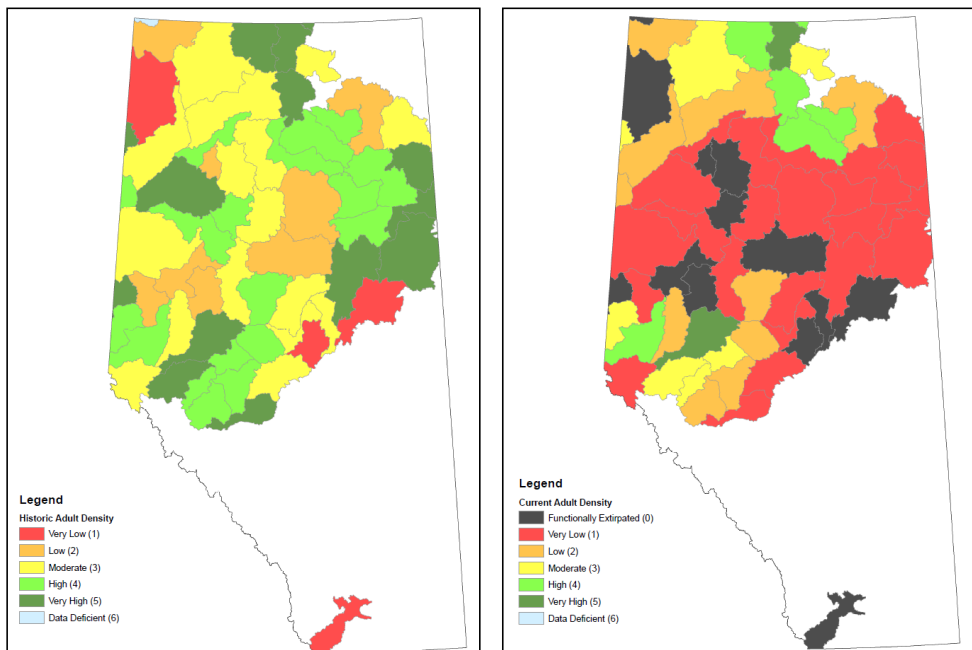 Legend
Historic Adult Density
Very Low (1)
Low (2)
Moderate (3)
High (4)
Very High (5)
Data Deficient (6)
Legend
Current Adult Density
Functionally Extirpated (0)
Very Low (1)
Low (2)
Moderate (3)
High (4)
Very High (5)
Data Deficient (6)